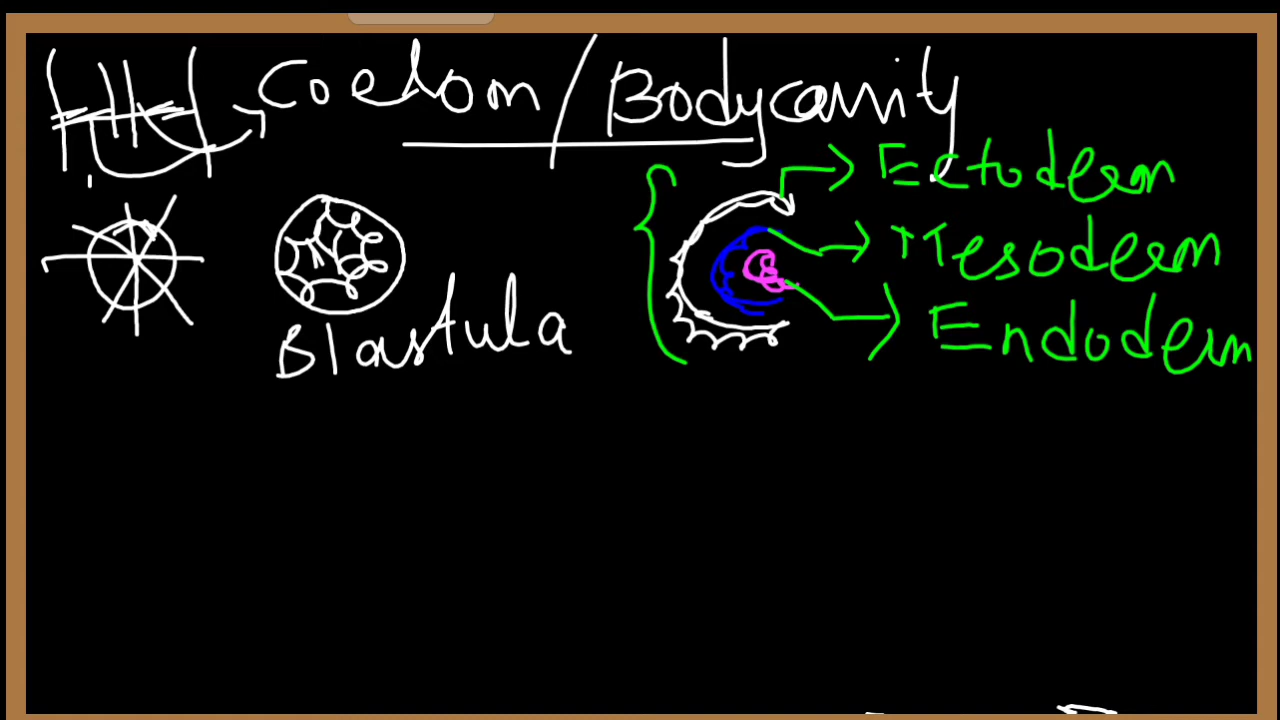 Coelom / Bodycavity
Ectoderm
Mesoderm
Blastula
Endoderm